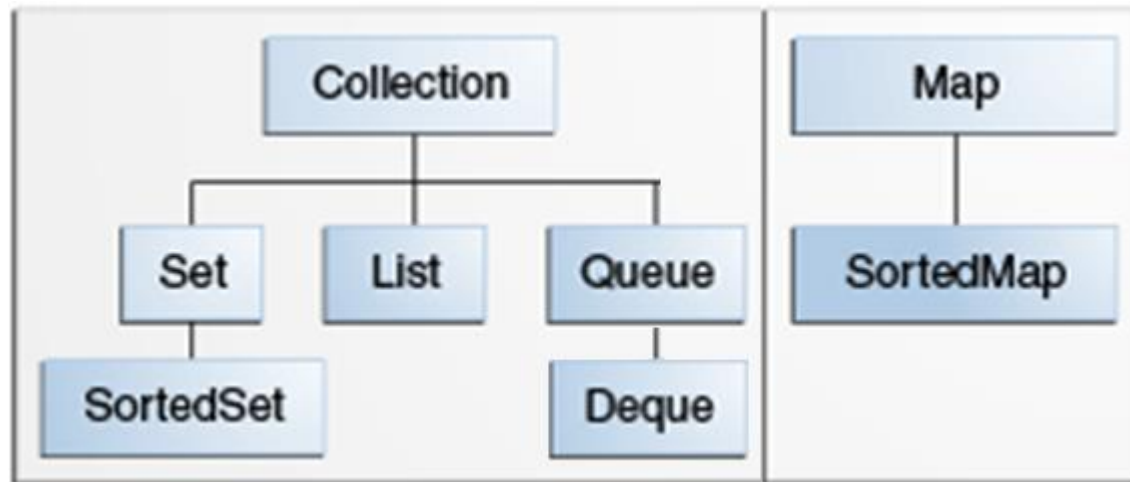 Collection
Map
Set
List
Queue
SortedMap
SortedSet
Deque